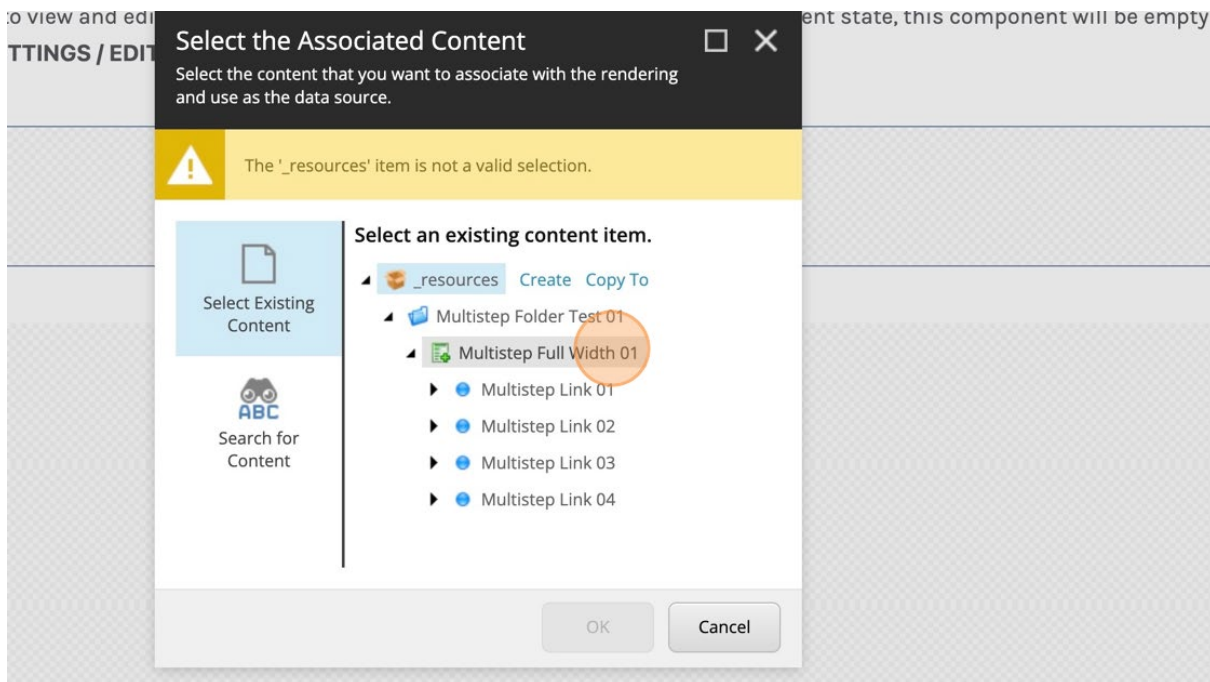 to view and edi
ent state, this component will be empty
TTINGS / EDIT
Select the Associated Content
Select the content that you want to associate with the rendering
and use as the data source.
The '_resources' item is not a valid selection.
Select Existing
Content
ABC
Search for
Content
Select an existing content item.
_resources Create Copy To
Multistep Folder Test 01
Multistep Full Width 01
Multistep Link 01
Multistep Link 02
Multistep Link 03
Multistep Link 04
OK Cancel